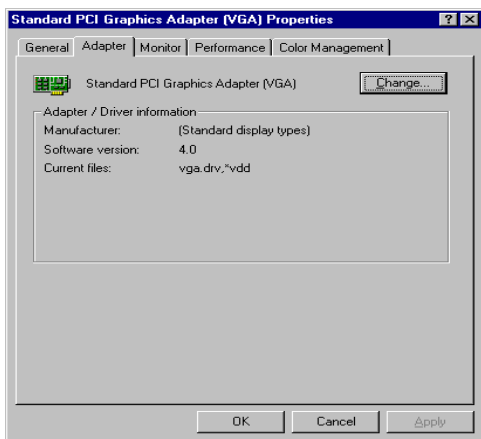 Standard PCI Graphics Adapter (VGA) Properties
General Adapter Monitor Performance Color Management
Standard PCI Graphics Adapter (VGA) Change...
Adapter / Driver information
Manufacturer: (Standard display types)
Software version: 4.0
Current files: vga.drv,*vdd
OK Cancel Apply